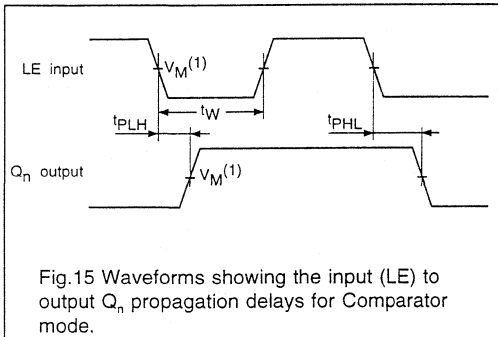 LE input
V_M(1)
t_W
t_PLH
t_PHL
Q_n output
V_M(1)
Fig.15 Waveforms showing the input (LE) to
output Q_n propagation delays for Comparator
mode.